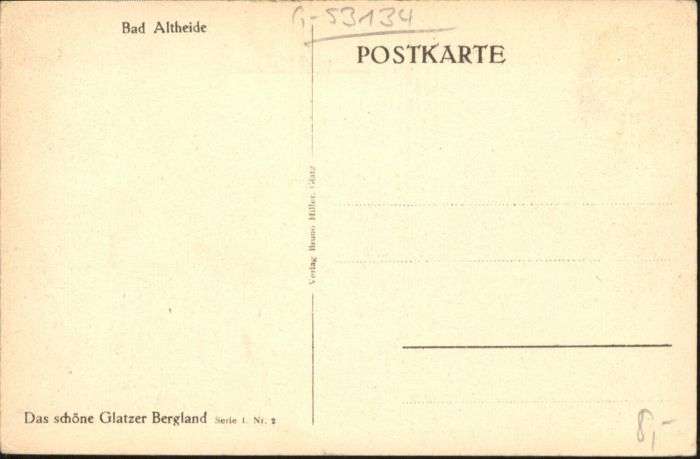 Bad Altheide
53134
POSTKARTE
Verlag Bruno Hiller, Glatz
Das schöne Glatzer Bergland Serie 1. Nr. 2
8,-